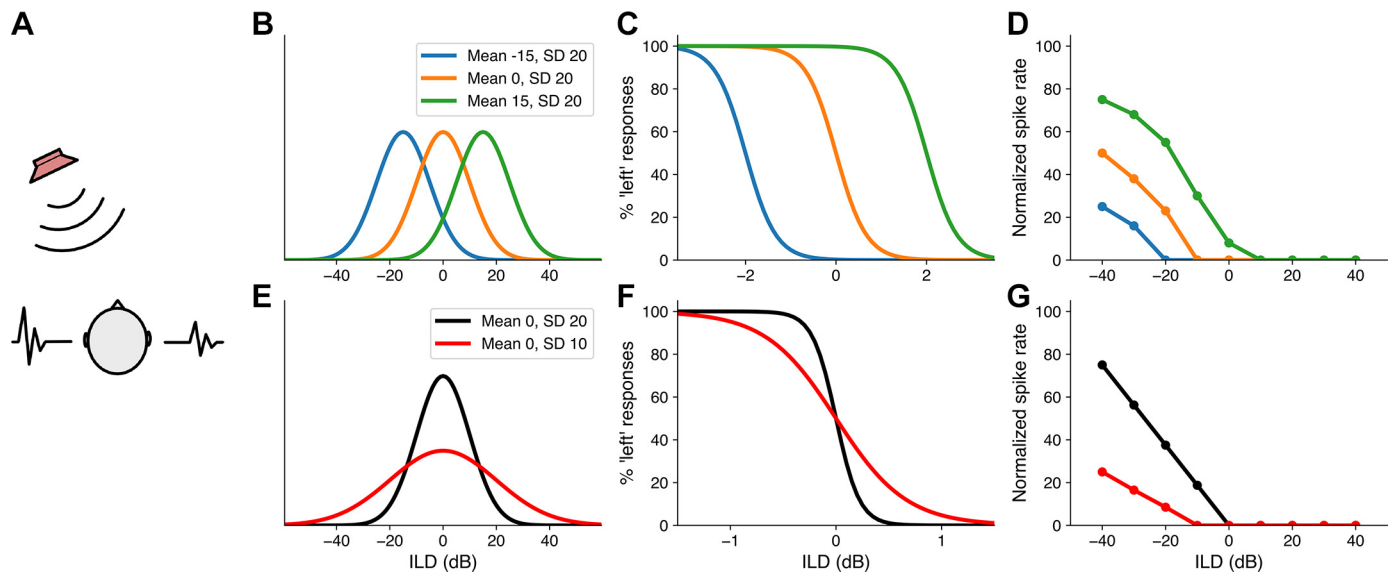 A
B
Mean -15, SD 20
Mean 0, SD 20
Mean 15, SD 20
−40 −20 0 20 40
C
100
80
60
40
20
0
% 'left' responses
−2 0 2
D
100
80
60
40
20
0
Normalized spike rate
−40 −20 0 20 40
E
Mean 0, SD 20
Mean 0, SD 10
−40 −20 0 20 40
ILD (dB)
F
100
80
60
40
20
0
% 'left' responses
−1 0 1
ILD (dB)
G
100
80
60
40
20
0
Normalized spike rate
−40 −20 0 20 40
ILD (dB)